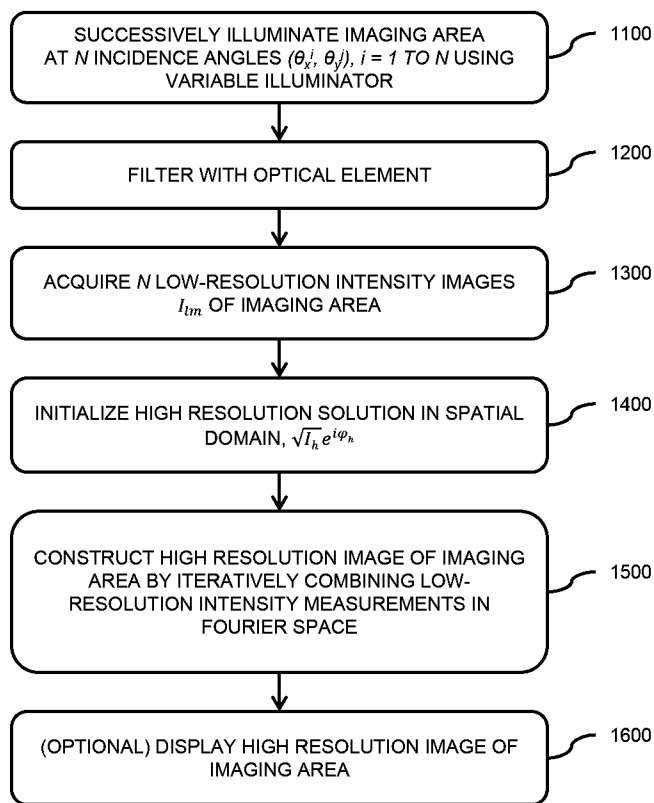 SUCCESSIVELY ILLUMINATE IMAGING AREA
AT N INCIDENCE ANGLES (θₓⁱ, θᵧʲ), i = 1 TO N USING
VARIABLE ILLUMINATOR
1100
FILTER WITH OPTICAL ELEMENT
1200
ACQUIRE N LOW-RESOLUTION INTENSITY IMAGES
Iₗₘ OF IMAGING AREA
1300
INITIALIZE HIGH RESOLUTION SOLUTION IN SPATIAL
DOMAIN, √Iₕ e^{iφₕ}
1400
CONSTRUCT HIGH RESOLUTION IMAGE OF IMAGING
AREA BY ITERATIVELY COMBINING LOW-
RESOLUTION INTENSITY MEASUREMENTS IN
FOURIER SPACE
1500
(OPTIONAL) DISPLAY HIGH RESOLUTION IMAGE OF
IMAGING AREA
1600